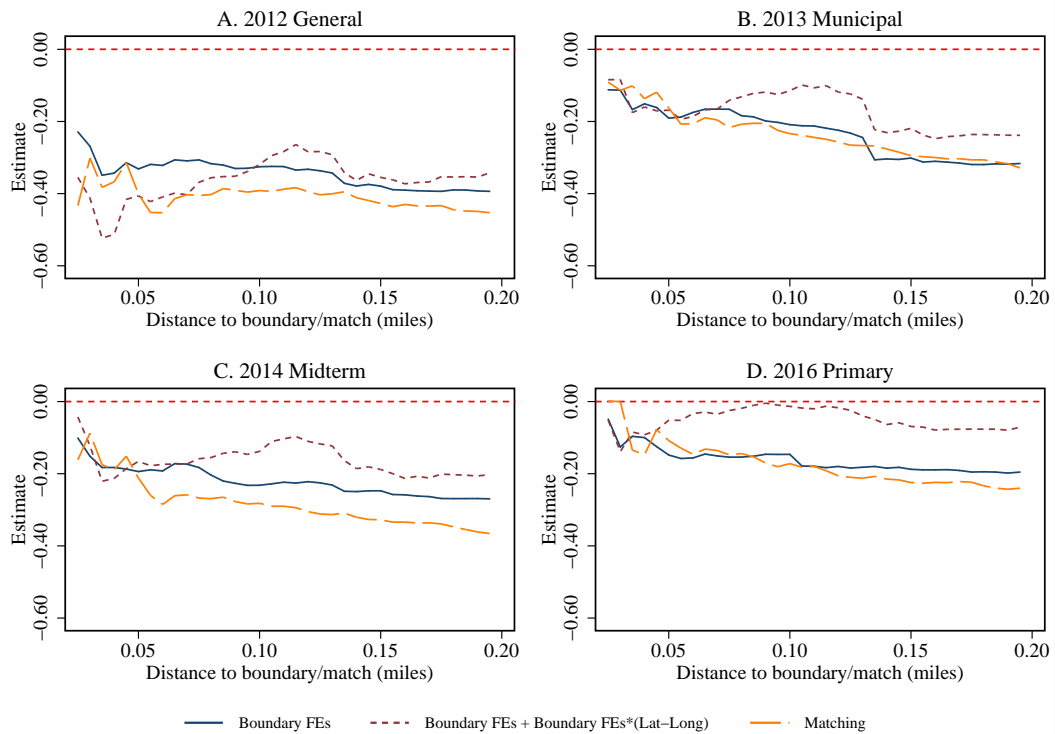 A. 2012 General
0.00
−0.20
−0.40
−0.60
Estimate
0.05
0.10
0.15
0.20
Distance to boundary/match (miles)
B. 2013 Municipal
0.00
−0.20
−0.40
−0.60
Estimate
0.05
0.10
0.15
0.20
Distance to boundary/match (miles)
C. 2014 Midterm
0.00
−0.20
−0.40
−0.60
Estimate
0.05
0.10
0.15
0.20
Distance to boundary/match (miles)
D. 2016 Primary
0.00
−0.20
−0.40
−0.60
Estimate
0.05
0.10
0.15
0.20
Distance to boundary/match (miles)
Boundary FEs
Boundary FEs + Boundary FEs*(Lat−Long)
Matching